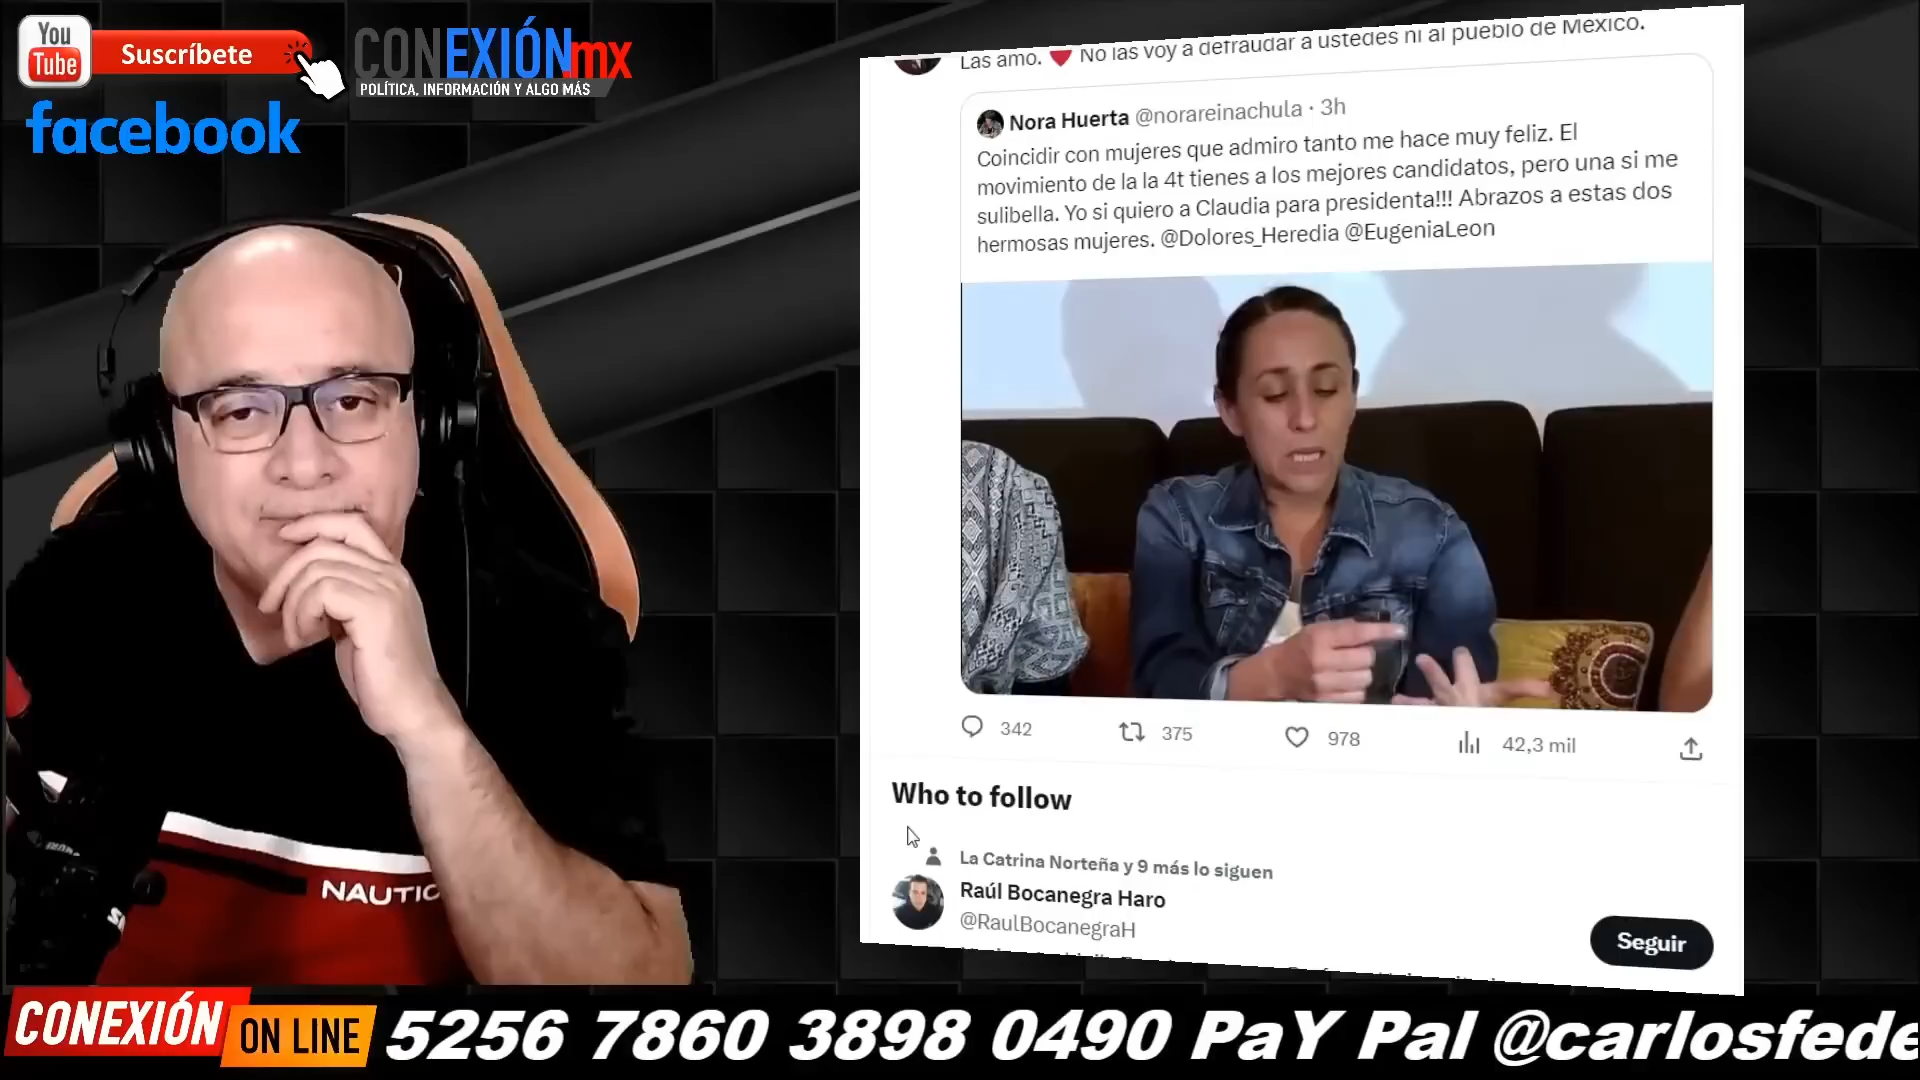 You
Tube
Suscríbete
CONEXIÓN.mx
POLÍTICA, INFORMACIÓN Y ALGO MÁS
facebook
Las amo. ❤️ No las voy a defraudar a ustedes ni al pueblo de México.
Nora Huerta @norareinachula · 3h
Coincidir con mujeres que admiro tanto me hace muy feliz. El
movimiento de la la 4t tienes a los mejores candidatos, pero una si me
sulibella. Yo si quiero a Claudia para presidenta!!! Abrazos a estas dos
hermosas mujeres. @Dolores_Heredia @EugeniaLeon
342
375
978
42,3 mil
Who to follow
La Catrina Norteña y 9 más lo siguen
Raúl Bocanegra Haro
@RaulBocanegraH
Seguir
NAUTIC
CONEXIÓN
ON LINE
5256 7860 3898 0490 PaY Pal @carlosfede